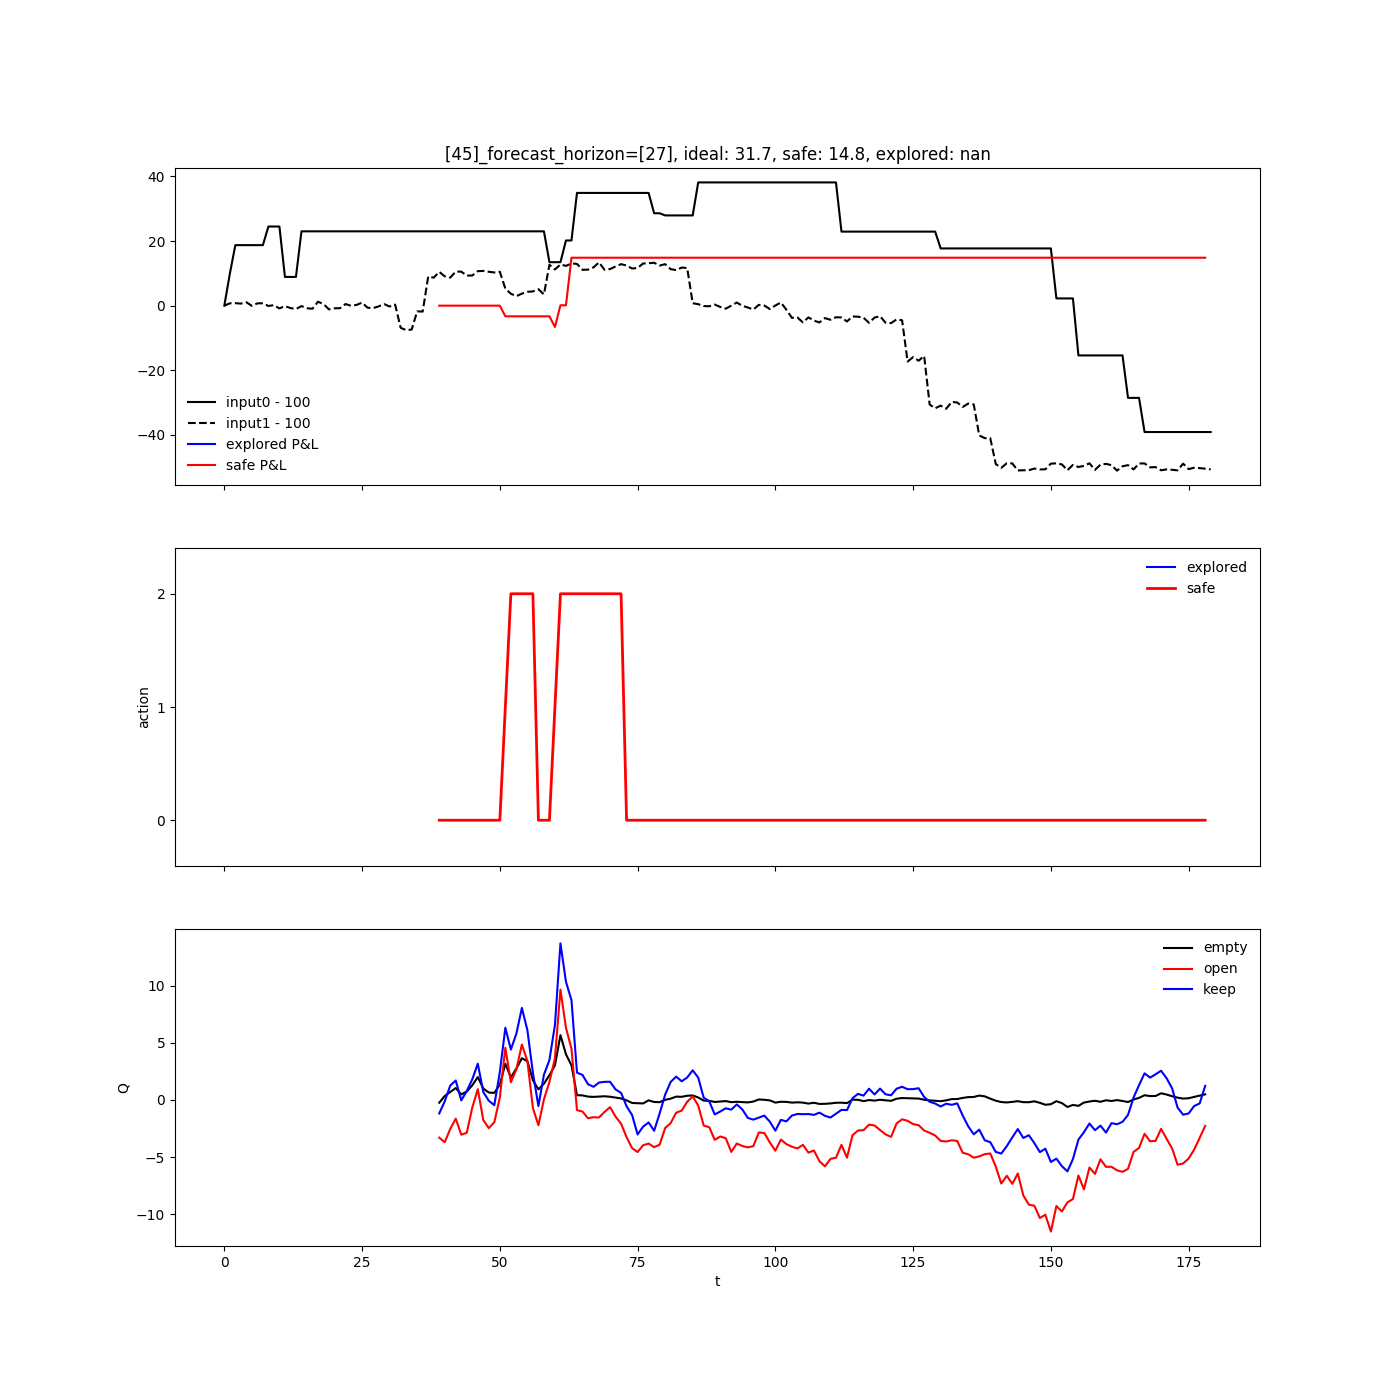 [45]_forecast_horizon=[27], ideal: 31.7, safe: 14.8, explored: nan
40
20
0
−20
−40
input0 - 100
input1 - 100
explored P&L
safe P&L
explored
safe
2
1
0
action
empty
open
keep
10
5
0
−5
−10
Q
0 25 50 75 100 125 150 175
t